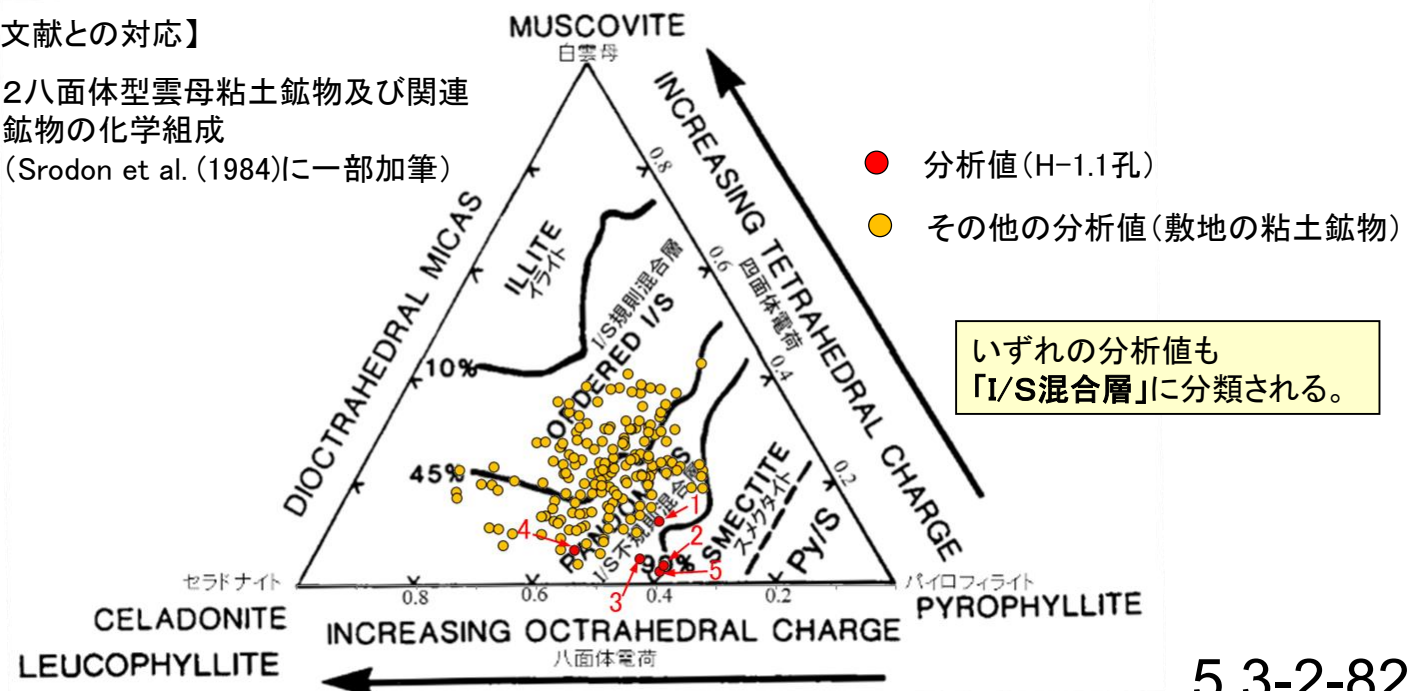 文献との対応】
2八面体型雲母粘土鉱物及び関連
鉱物の化学組成
(Srodon et al. (1984)に一部加筆)
MUSCOVITE
白雲母
INCREASING TETRAHEDRAL CHARGE
四面体電荷
0.8
0.6
0.4
0.2
DIOCTRAHEDRAL MICAS
ILLITE
イライト
I/S規則混合層
ORDERED I/S
10%
45%
I/S不規則混合層
90%
SMECTITE
スメクタイト
Py/S
1
2
3
4
5
分析値(H-1.1孔)
その他の分析値(敷地の粘土鉱物)
いずれの分析値も
「I/S混合層」に分類される。
セラドナイト
CELADONITE
LEUCOPHYLLITE
0.8
0.6
0.4
0.2
パイロフィライト
PYROPHYLLITE
INCREASING OCTRAHEDRAL CHARGE
八面体電荷
5.3-2-82